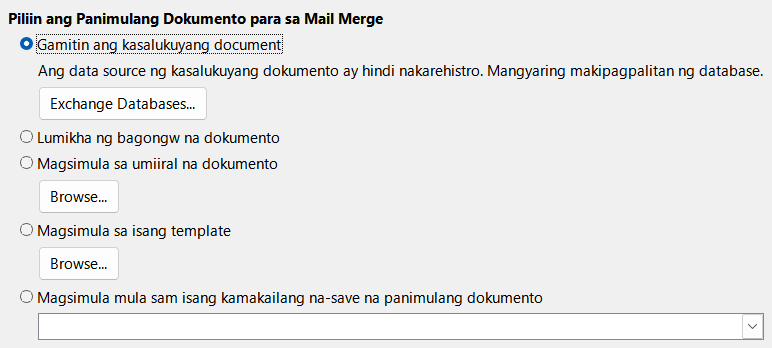 Piliin ang Panimulang Dokumento para sa Mail Merge
Gamitin ang kasalukuyang document
Ang data source ng kasalukuyang dokumento ay hindi nakarehistro. Mangyaring makipagpalitan ng database.
Exchange Databases...
Lumikha ng bagongw na dokumento
Magsimula sa umiiral na dokumento
Browse...
Magsimula sa isang template
Browse...
Magsimula mula sam isang kamakailang na-save na panimulang dokumento